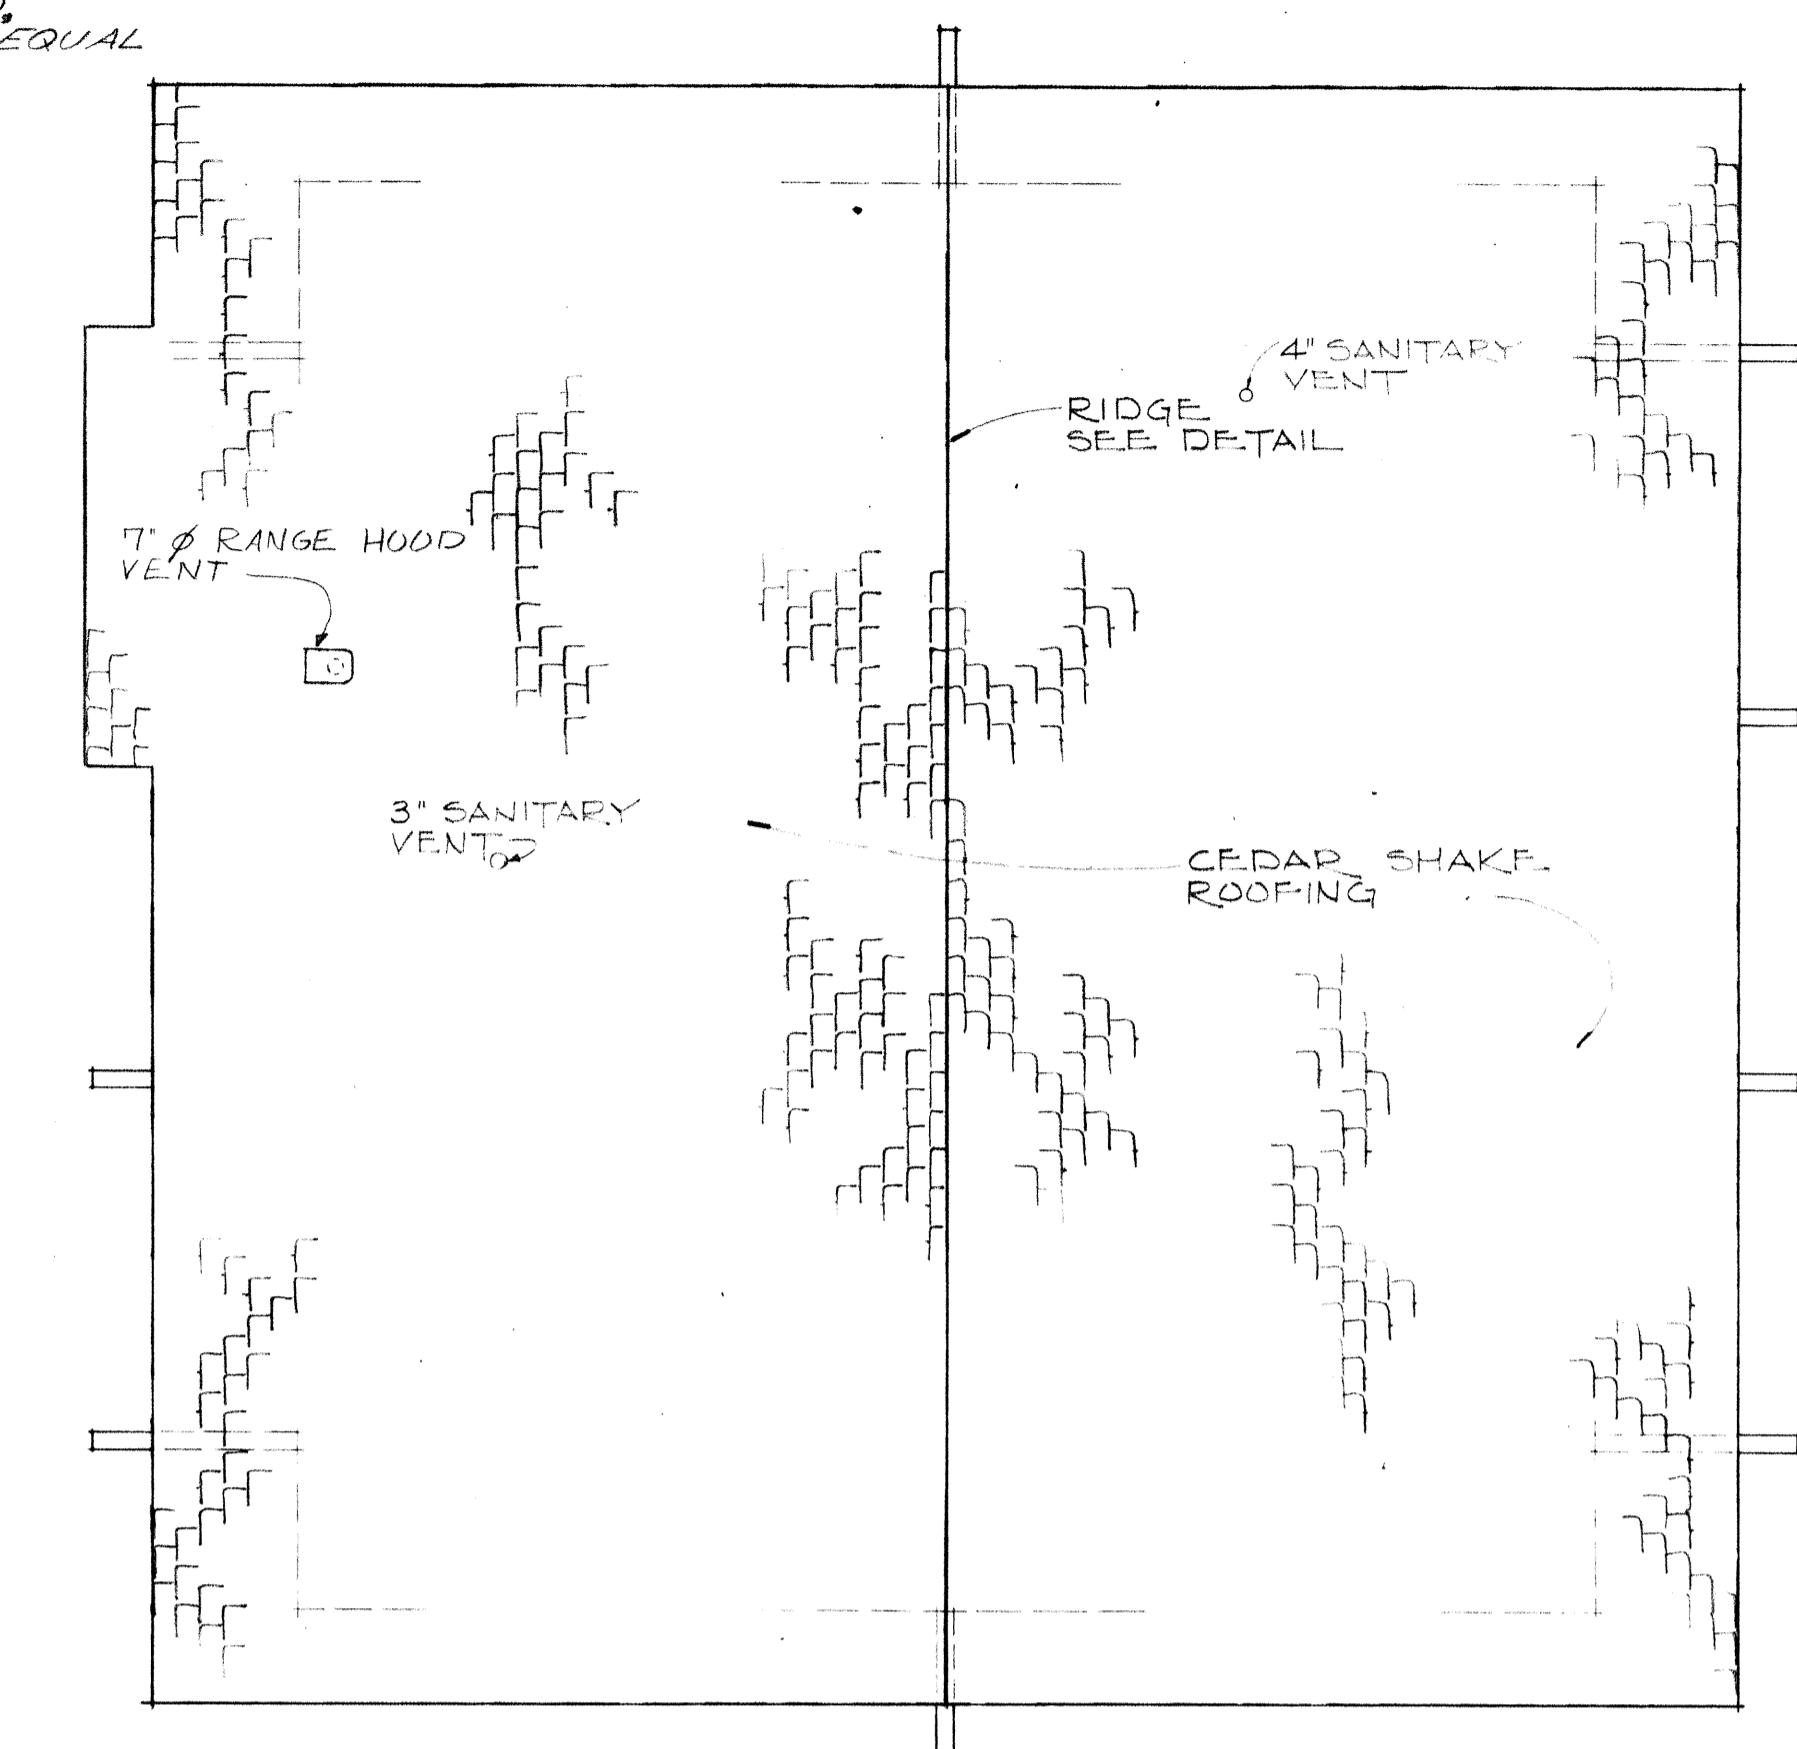 EQUAL
4" SANITARY
VENT
RIDGE
SEE DETAIL
7" Ø RANGE HOOD
VENT
3" SANITARY
VENT
CEDAR SHAKE
ROOFING